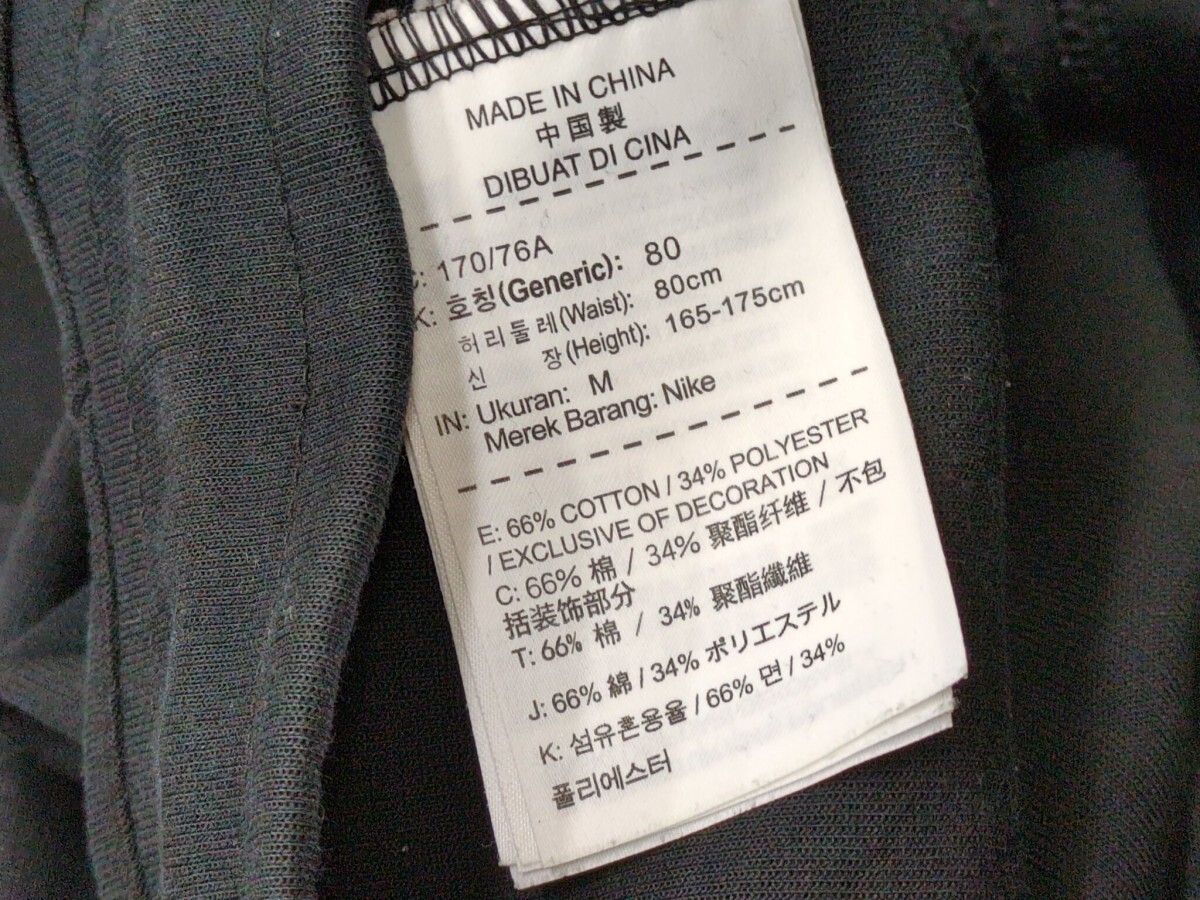 MADE IN CHINA
中国製
DIBUAT DI CINA
C: 170/76A
K: 호칭(Generic): 80
허리둘레(Waist): 80cm
신 장(Height): 165-175cm
IN: Ukuran: M
Merek Barang: Nike
E: 66% COTTON / 34% POLYESTER
/ EXCLUSIVE OF DECORATION
C: 66% 棉 / 34% 聚酯纤维 / 不包
括装饰部分
T: 66% 棉 / 34% 聚酯纖維
J: 66% 綿 / 34% ポリエステル
K: 섬유혼용율 / 66% 면 / 34%
폴리에스터